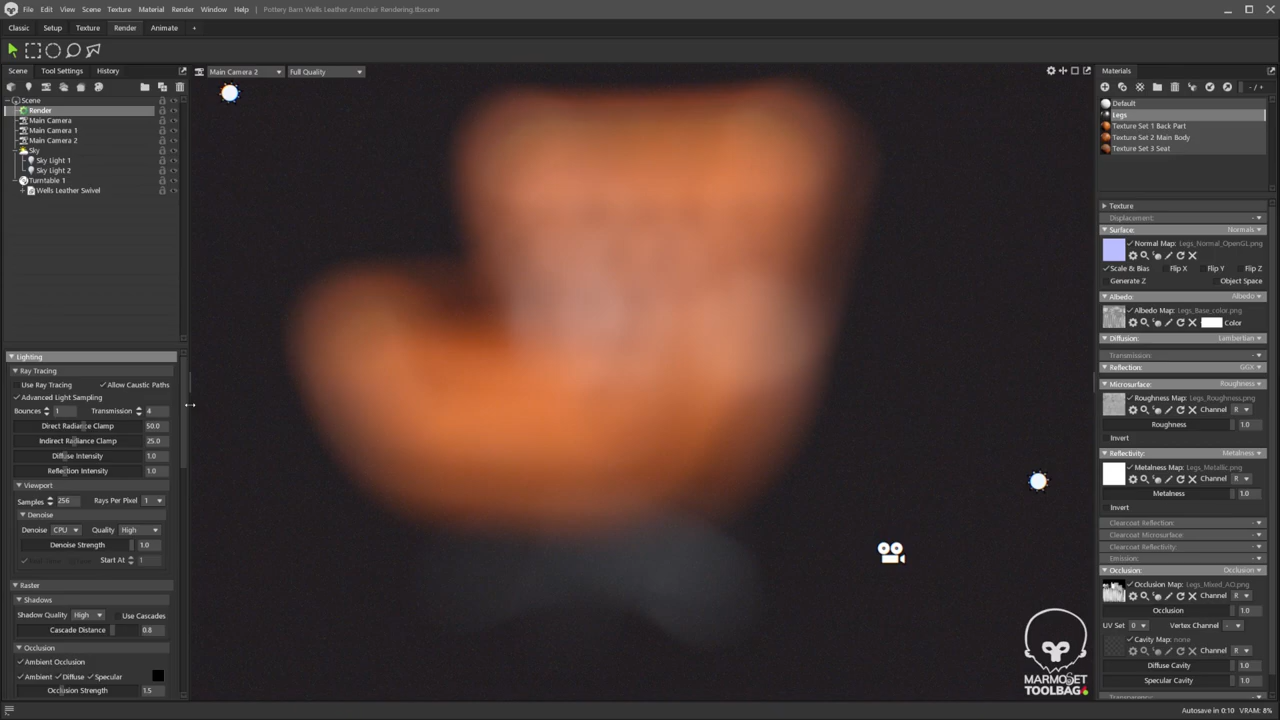 File Edit View Scene Texture Material Render Window Help Pottery Barn Wells Leather Armchair Rendering.tbscene
Classic Setup Texture Render Animate +
Scene Tool Settings History
Main Camera 2 Full Quality
Materials
Scene
Render
Main Camera
Main Camera 1
Main Camera 2
Sky
Sky Light 1
Sky Light 2
Turntable 1
Wells Leather Swivel
Lighting
Ray Tracing
Use Ray Tracing Allow Caustic Paths
Advanced Light Sampling
Bounces 1 Transmission 4
Direct Radiance Clamp 50.0
Indirect Radiance Clamp 25.0
Diffuse Intensity 1.0
Reflection Intensity 1.0
Viewport
Samples 256 Rays Per Pixel 1
Denoise
Denoise CPU Quality High
Denoise Strength 1.0
Start At 1
Raster
Shadows
Shadow Quality High Use Cascades
Cascade Distance 0.8
Occlusion
Ambient Occlusion
Ambient Diffuse Specular
Occlusion Strength 1.5
MARMOSET
TOOLBAG
- / +
Default
Legs
Texture Set 1 Back Part
Texture Set 2 Main Body
Texture Set 3 Seat
Texture
Displacement: -
Surface: Normals
Normal Map: Legs_Normal_OpenGL.png
Scale & Bias Flip X Flip Y Flip Z
Generate Z Object Space
Albedo: Albedo
Albedo Map: Legs_Base_color.png
Color
Diffusion: Lambertian
Transmission: -
Reflection: GGX
Microsurface: Roughness
Roughness Map: Legs_Roughness.png
Channel R
Roughness 1.0
Invert
Reflectivity: Metalness
Metalness Map: Legs_Metallic.png
Channel R
Metalness 1.0
Invert
Clearcoat Reflection: -
Clearcoat Microsurface: -
Clearcoat Reflectivity: -
Emission: -
Occlusion: Occlusion
Occlusion Map: Legs_Mixed_AO.png
Channel R
Occlusion 1.0
UV Set 0 Vertex Channel -
Cavity Map: none
Channel R
Diffuse Cavity 1.0
Specular Cavity 1.0
Transparency: -
Autosave in 0:10 VRAM: 8%